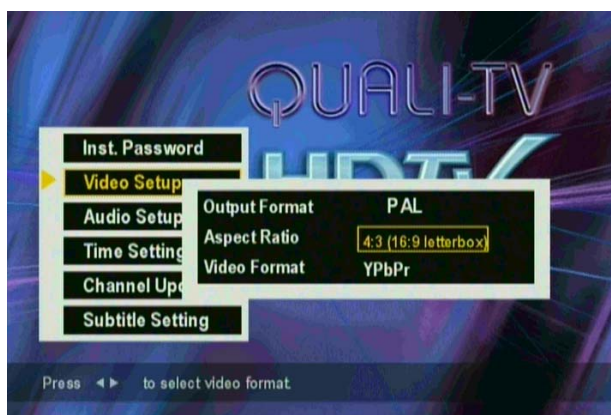 QUALI-TV
HDTV
Inst. Password
Video Setup
Audio Setup
Time Setting
Channel
Subtitle Setting
Output Format PAL
Aspect Ratio 4:3 (16:9 letterbox)
Video Format YPbPr
Press ◄ ► to select video format.